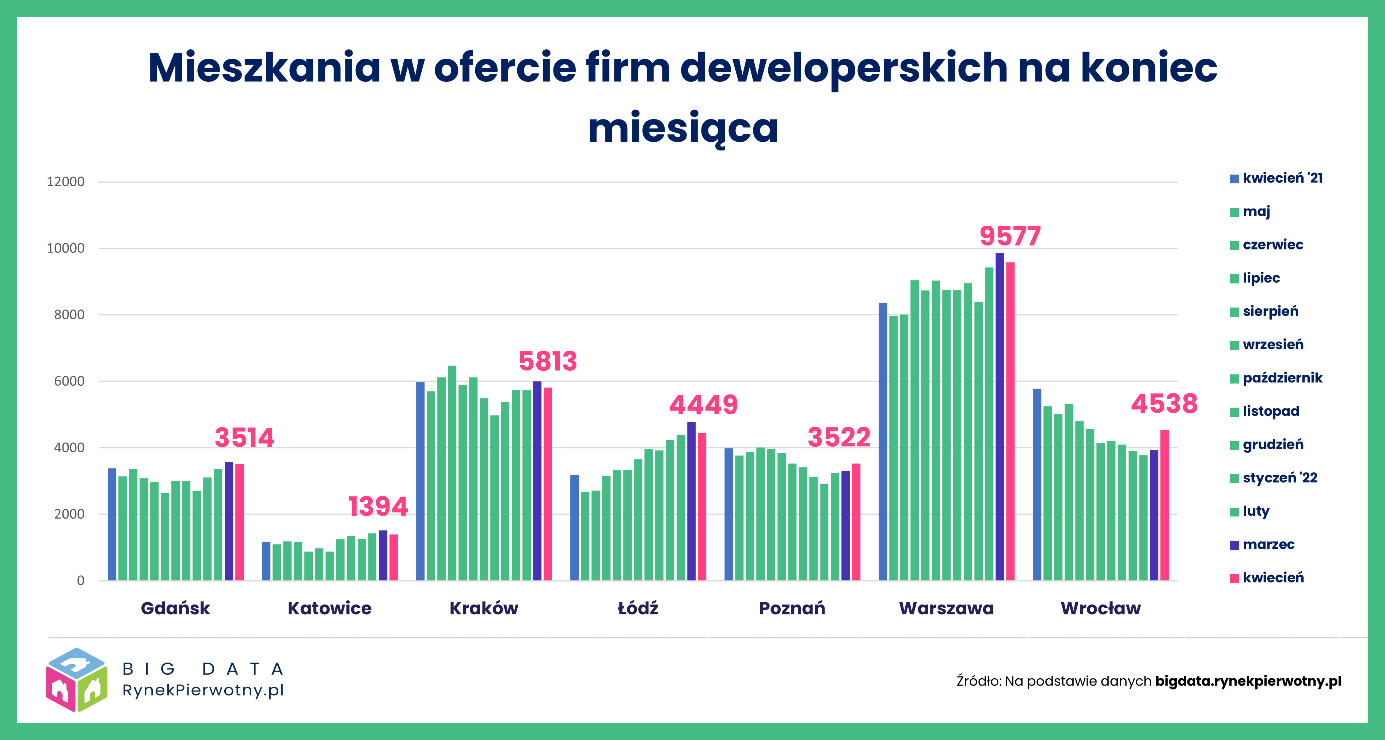 Mieszkania w ofercie firm deweloperskich na koniec
miesiąca
12000
10000
8000
6000
4000
2000
0
3514
1394
5813
4449
3522
9577
4538
Gdańsk
Katowice
Kraków
Łódź
Poznań
Warszawa
Wrocław
kwiecień '21
maj
czerwiec
lipiec
sierpień
wrzesień
październik
listopad
grudzień
styczeń '22
luty
marzec
kwiecień
BIG DATA
RynekPierwotny.pl
Źródło: Na podstawie danych bigdata.rynekpierwotny.pl